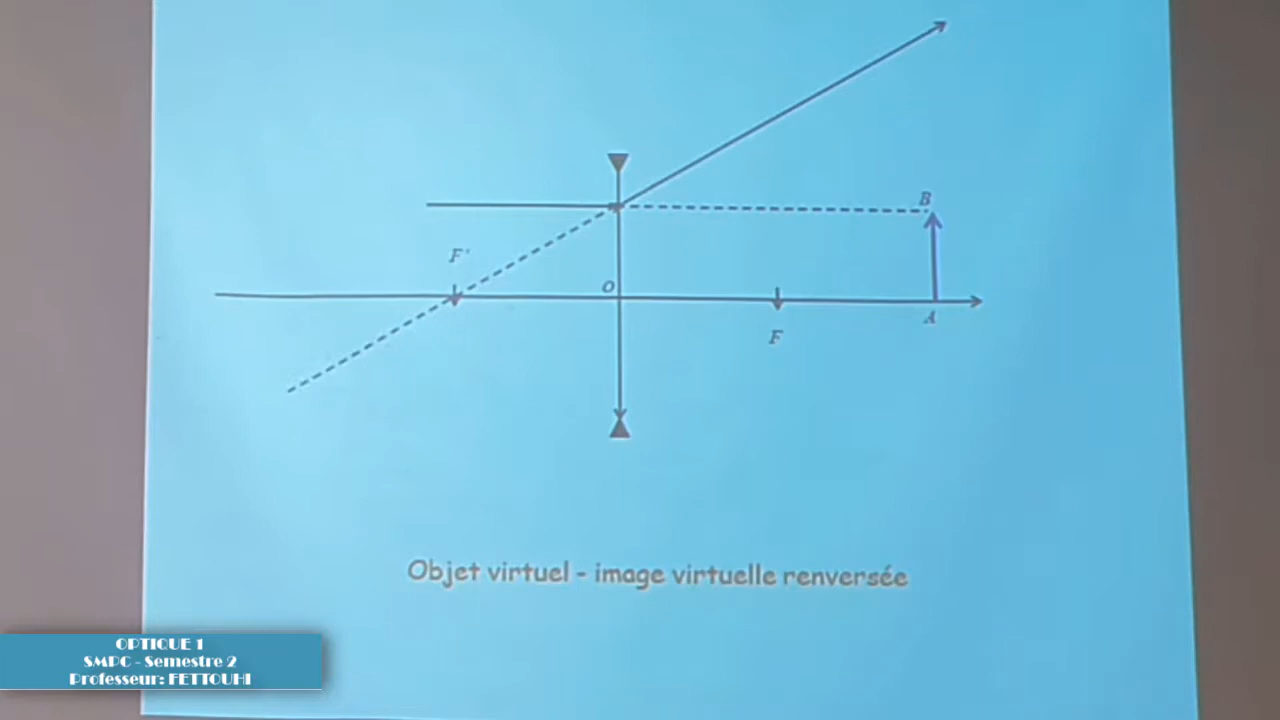 B
F'
O
A
F
Objet virtuel - image virtuelle renversée
OPTIQUE 1
SMPC - Semestre 2
Professeur: FETTOUHI